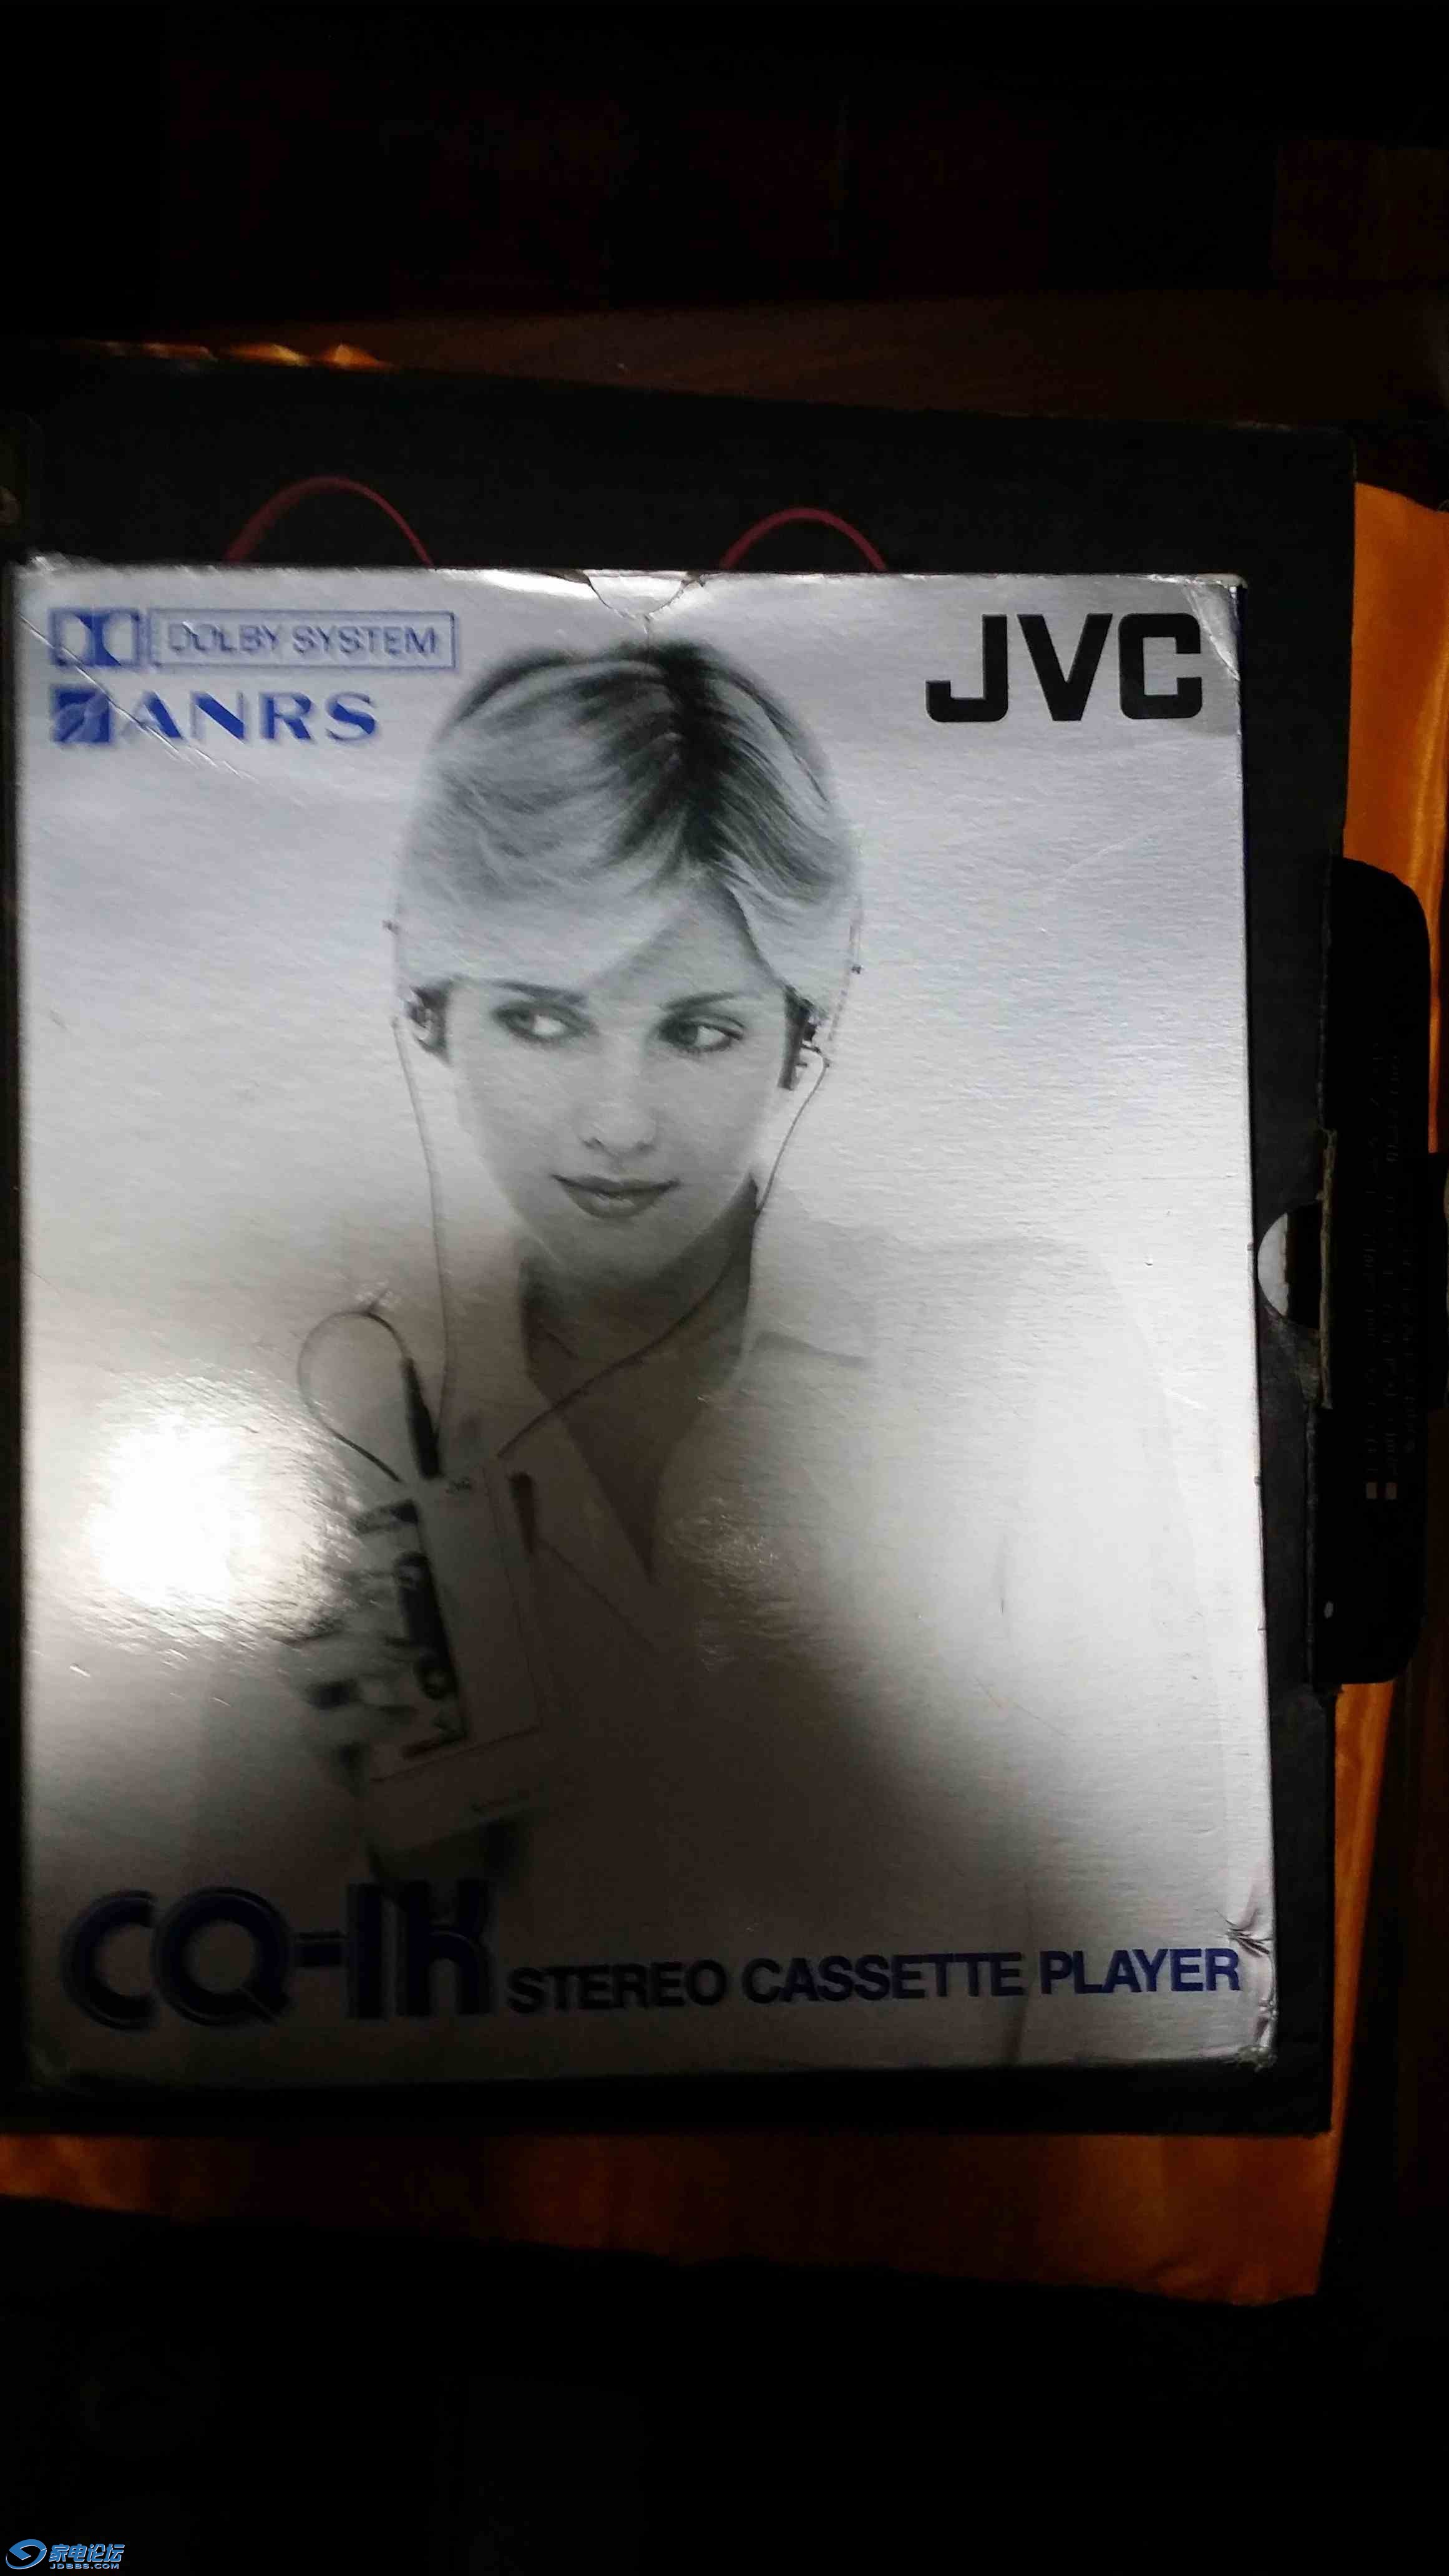 DOLBY SYSTEM
JVC
ANRS
CQ-1K STEREO CASSETTE PLAYER
家电论坛
JDBBS.COM